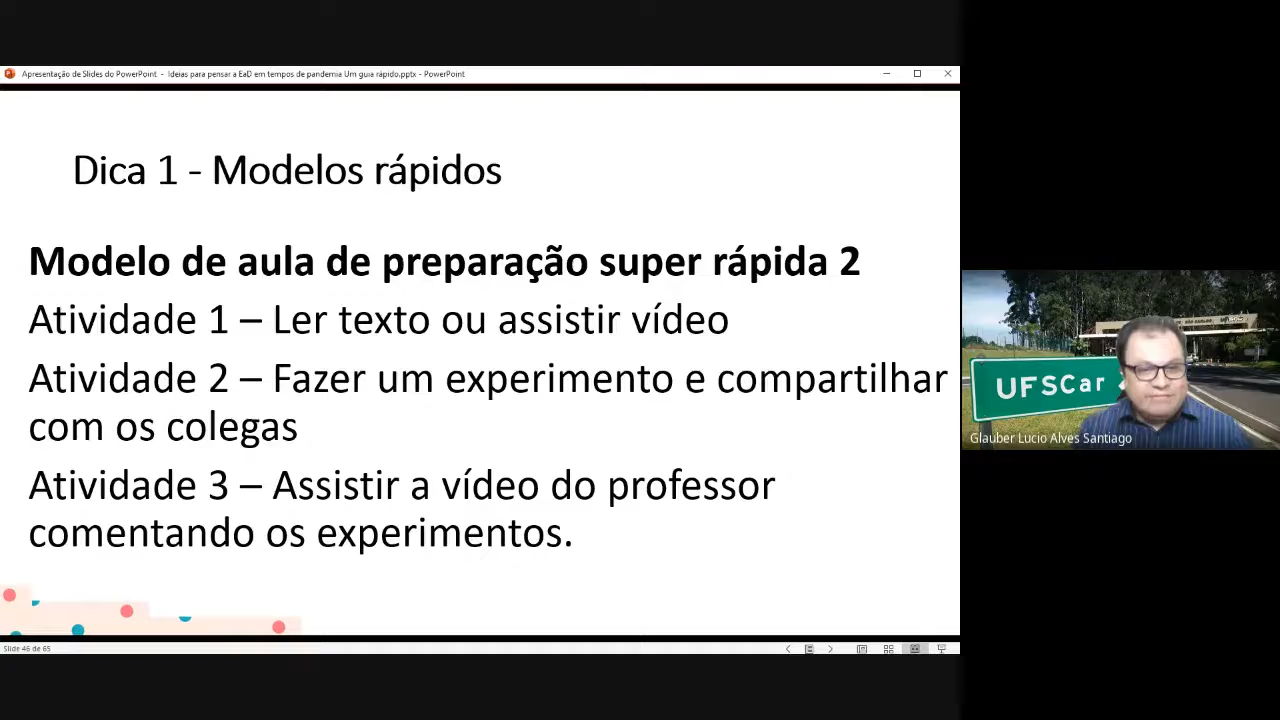 Apresentação de Slides do PowerPoint - Ideias para pensar a EaD em tempos de pandemia Um guia rápido.pptx - PowerPoint
Dica 1 - Modelos rápidos
Modelo de aula de preparação super rápida 2
Atividade 1 – Ler texto ou assistir vídeo
Atividade 2 – Fazer um experimento e compartilhar
com os colegas
Atividade 3 – Assistir a vídeo do professor
comentando os experimentos.
Slide 46 de 65
UFSCar
Glauber Lucio Alves Santiago